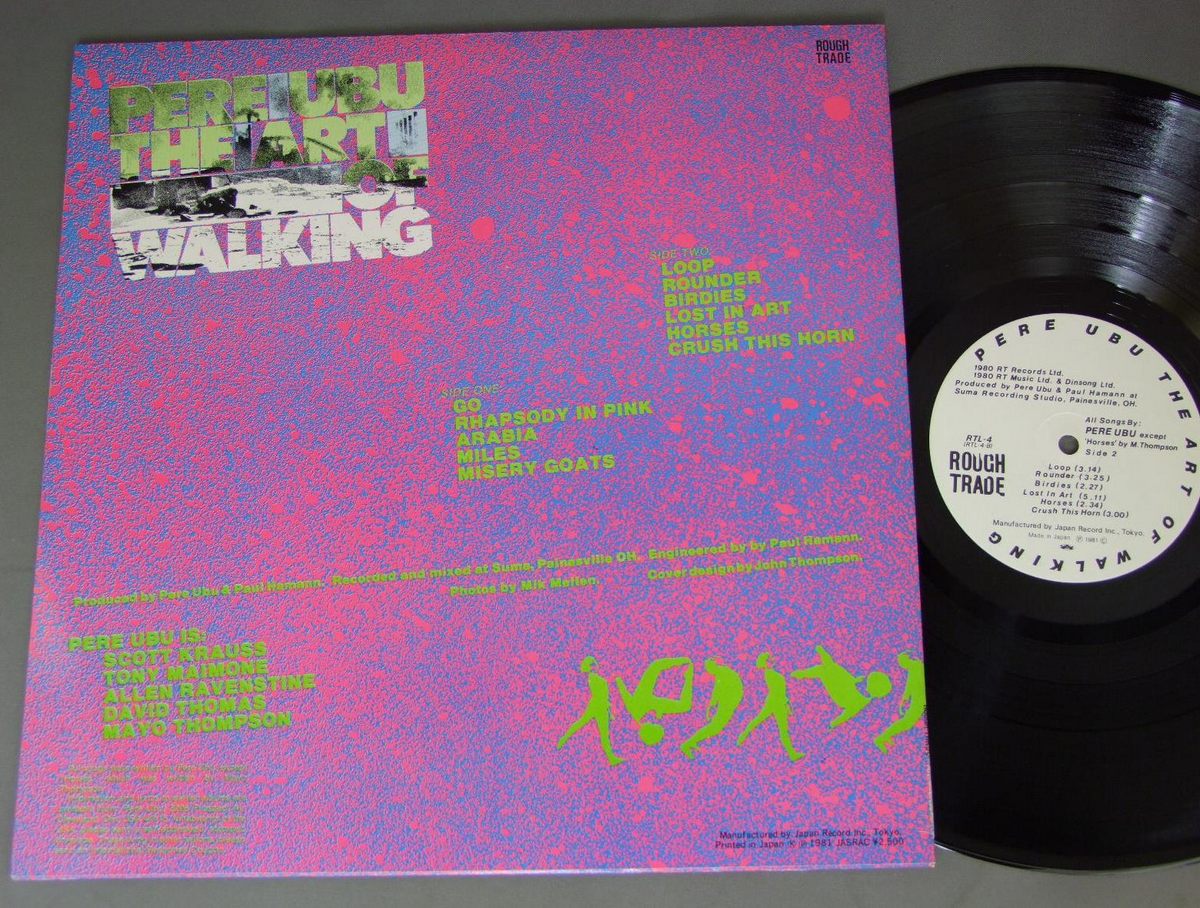 ROUGH
TRADE
PERE UBU
THE ART
OF
WALKING
SIDE TWO
LOOP
ROUNDER
BIRDIES
LOST IN ART
HORSES
CRUSH THIS HORN
SIDE ONE
GO
RHAPSODY IN PINK
ARABIA
MILES
MISERY GOATS
Produced by Pere Ubu & Paul Hamann. Recorded and mixed at Suma, Painesville OH. Engineered by by Paul Hamann.
Photos by Mik Mellen. Cover design by John Thompson.
PERE UBU IS:
SCOTT KRAUSS
TONY MAIMONE
ALLEN RAVENSTINE
DAVID THOMAS
MAYO THOMPSON
Manufactured by Japan Record Inc., Tokyo.
Printed in Japan Ⓚ Ⓟ 1981 JASRAC ¥2,500
PERE UBU THE ART OF WALKING
1980 RT Records Ltd.
1980 RT Music Ltd. & Dinsong Ltd.
Produced by Pere Ubu & Paul Hamann at
Suma Recording Studio, Painesville, OH.
All Songs By:
PERE UBU except
'Horses' by M.Thompson
Side 2
RTL-4
(RTL-4-B)
ROUGH
TRADE
Loop (3.14)
Rounder (3.25)
Birdies (2.27)
Lost in Art (5.11)
Horses (2.34)
Crush This Horn (3.00)
Manufactured by Japan Record Inc., Tokyo.
Made in Japan Ⓟ 1981 ©